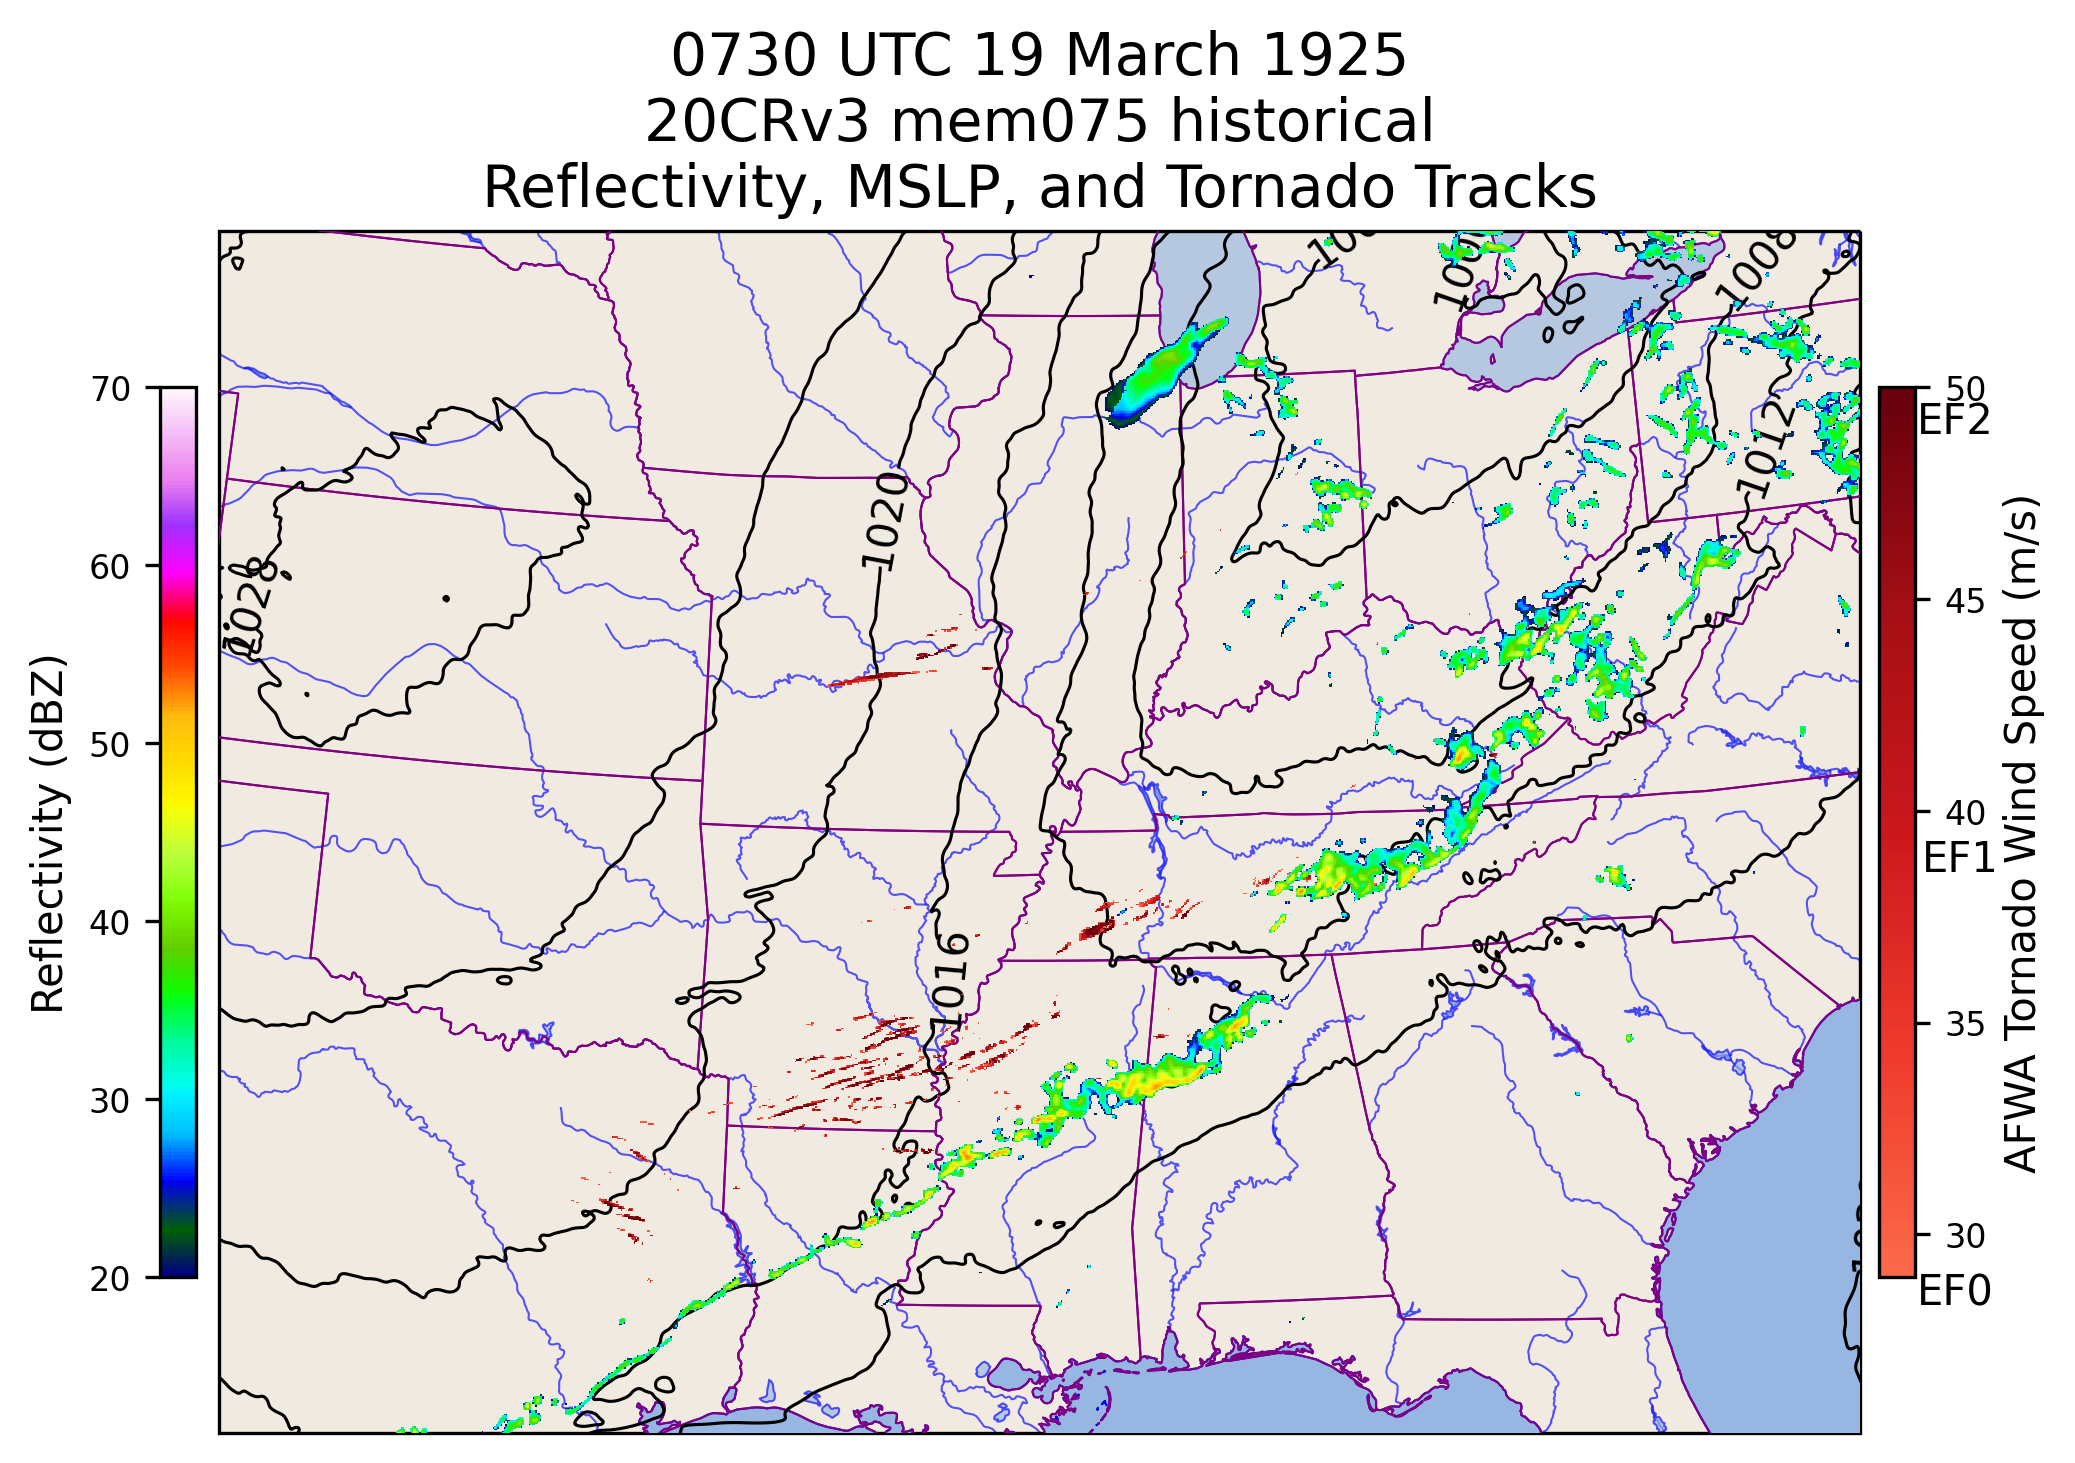 0730 UTC 19 March 1925
20CRv3 mem075 historical
Reflectivity, MSLP, and Tornado Tracks
1008
1012
1020
1028
1016
Reflectivity (dBZ)
70
60
50
40
30
20
50
EF2
45
40
EF1
35
30
EF0
AFWA Tornado Wind Speed (m/s)